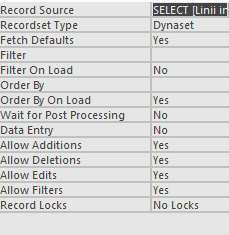 Record Source SELECT [Linii in
Recordset Type Dynaset
Fetch Defaults Yes
Filter
Filter On Load No
Order By
Order By On Load Yes
Wait for Post Processing No
Data Entry No
Allow Additions Yes
Allow Deletions Yes
Allow Edits Yes
Allow Filters Yes
Record Locks No Locks